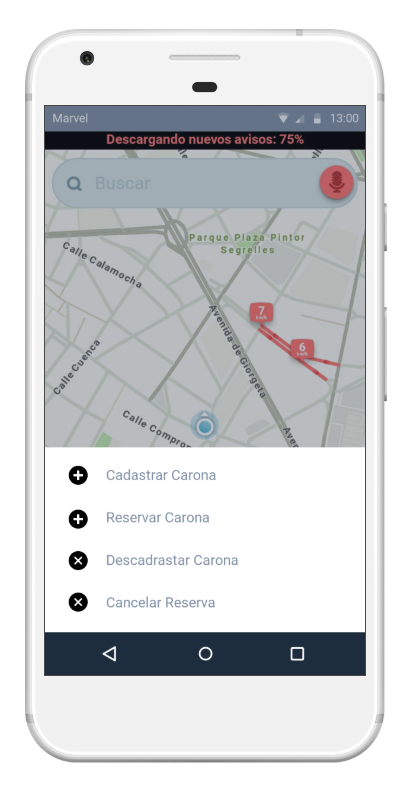 Marvel
13:00
Descargando nuevos avisos: 75%
Buscar
Parque Plaza Pintor
Segrelles
Calle Calamocha
7
km/h
6
km/h
Avenida de Giorgeta
Calle Cuenca
Calle Compro
Aven
Cadastrar Carona
Reservar Carona
Descadrastar Carona
Cancelar Reserva